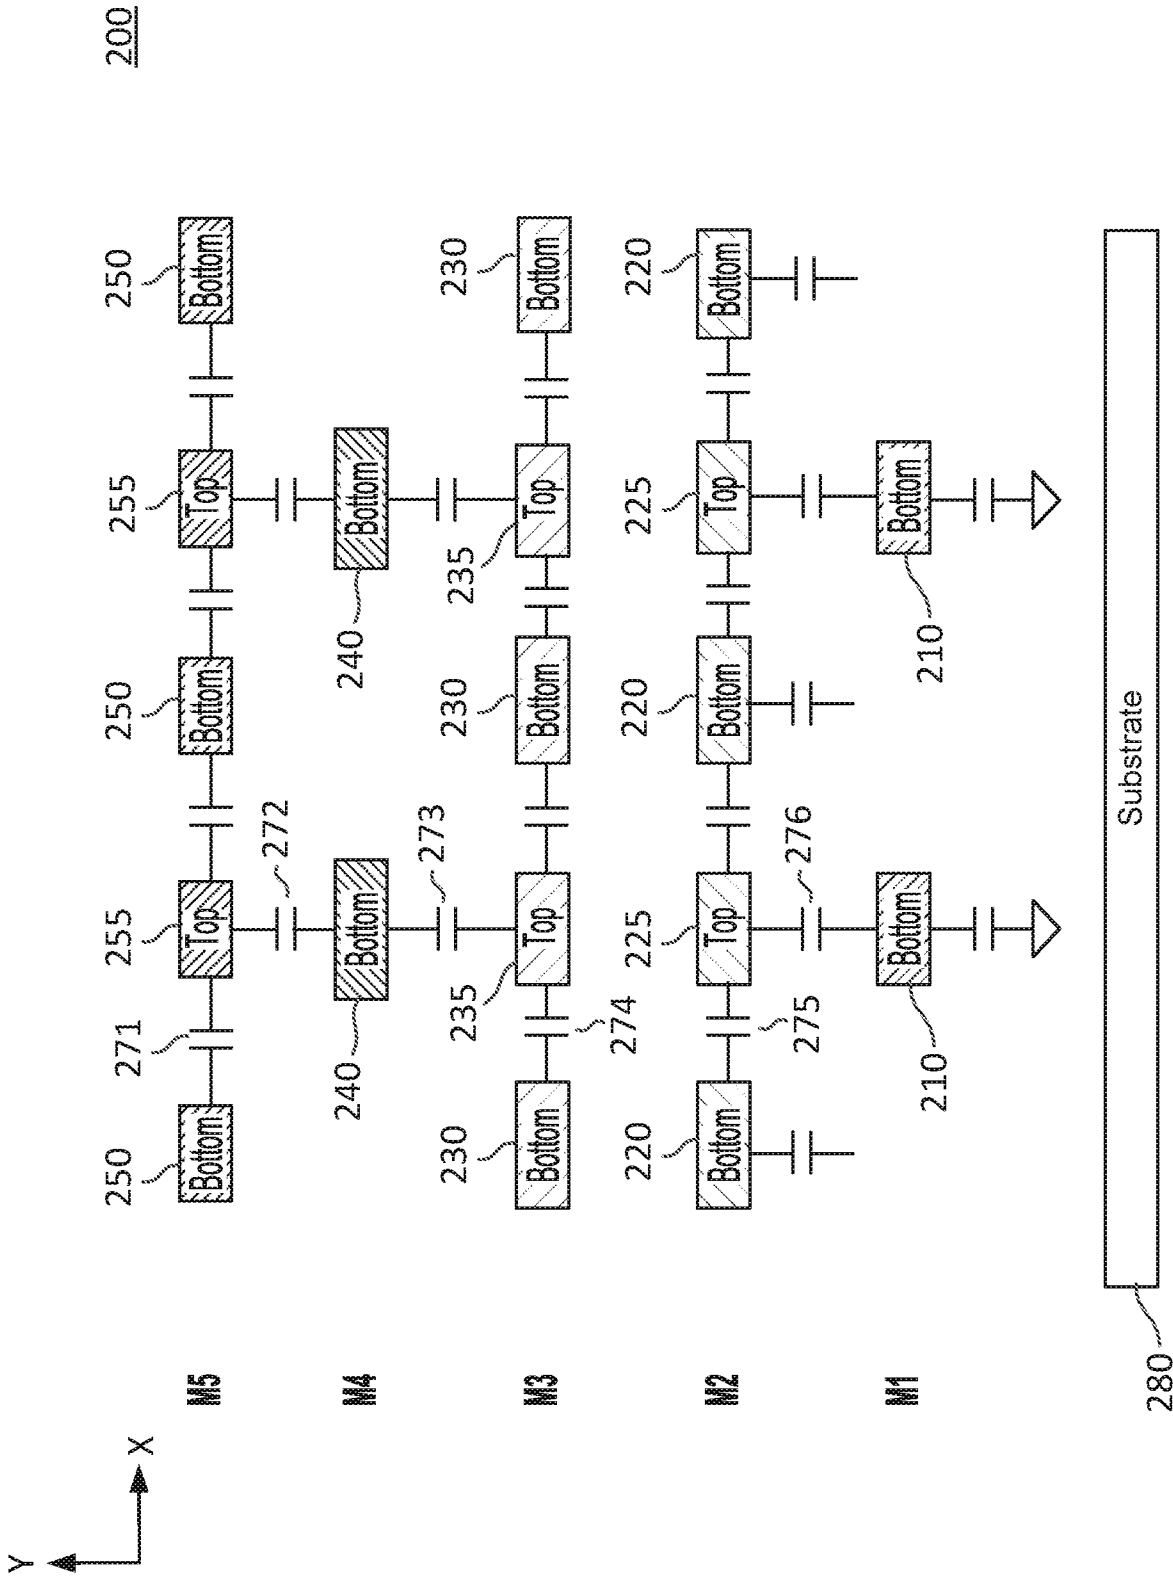 200
Y
X
250 271 255 250 255 250
M5 Bottom Top Bottom Top Bottom
272
240 240
M4 Bottom Bottom
273
230 235 230 235 230
M3 Bottom Top Bottom Top Bottom
274
220 225 220 225 220
M2 Bottom Top Bottom Top Bottom
275 276
M1 Bottom Bottom
210 210
Substrate
280